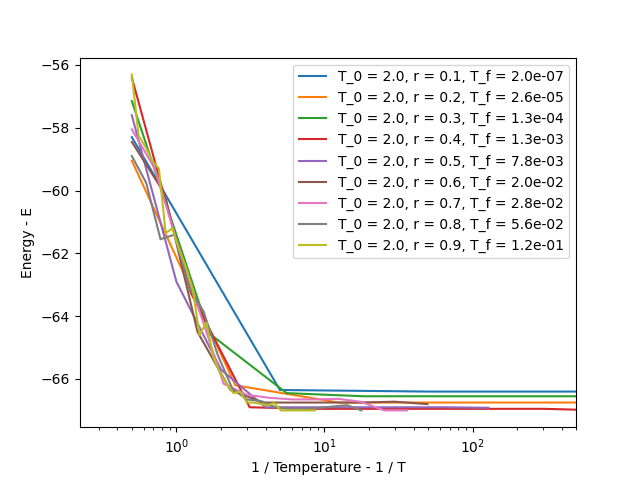 −56
−58
−60
−62
−64
−66
Energy - E
10⁰
10¹
10²
1 / Temperature - 1 / T
T_0 = 2.0, r = 0.1, T_f = 2.0e-07
T_0 = 2.0, r = 0.2, T_f = 2.6e-05
T_0 = 2.0, r = 0.3, T_f = 1.3e-04
T_0 = 2.0, r = 0.4, T_f = 1.3e-03
T_0 = 2.0, r = 0.5, T_f = 7.8e-03
T_0 = 2.0, r = 0.6, T_f = 2.0e-02
T_0 = 2.0, r = 0.7, T_f = 2.8e-02
T_0 = 2.0, r = 0.8, T_f = 5.6e-02
T_0 = 2.0, r = 0.9, T_f = 1.2e-01